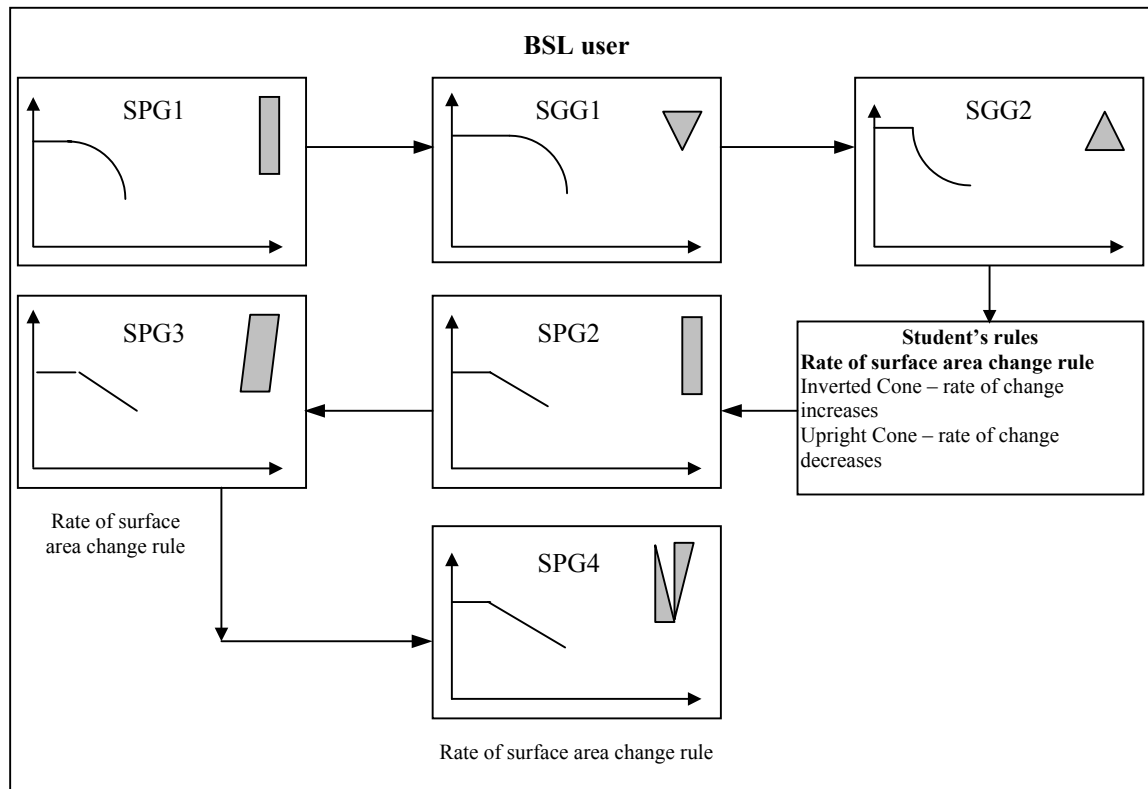 BSL user
SPG1
SGG1
SGG2
Student's rules
Rate of surface area change rule
Inverted Cone – rate of change
increases
Upright Cone – rate of change
decreases
SPG2
SPG3
Rate of surface
area change rule
SPG4
Rate of surface area change rule